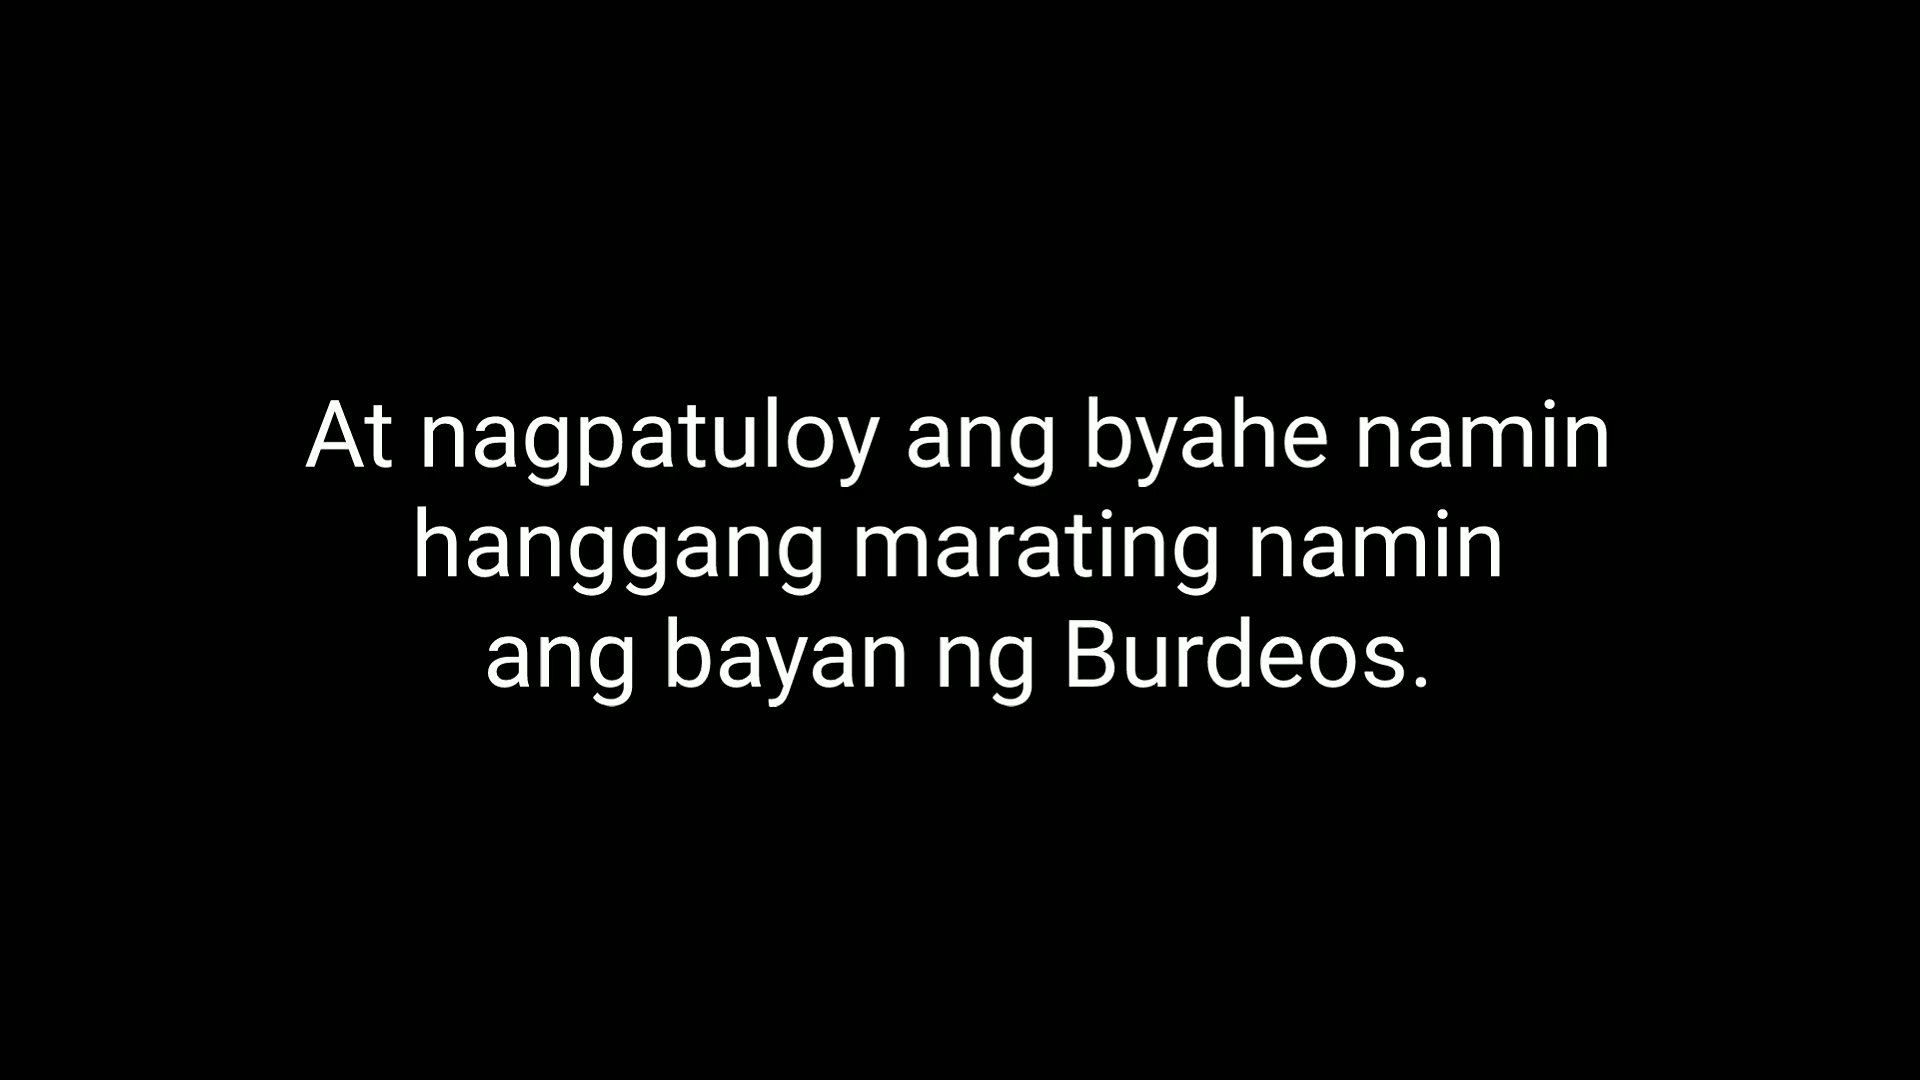 At nagpatuloy ang byahe namin
hanggang marating namin
ang bayan ng Burdeos.